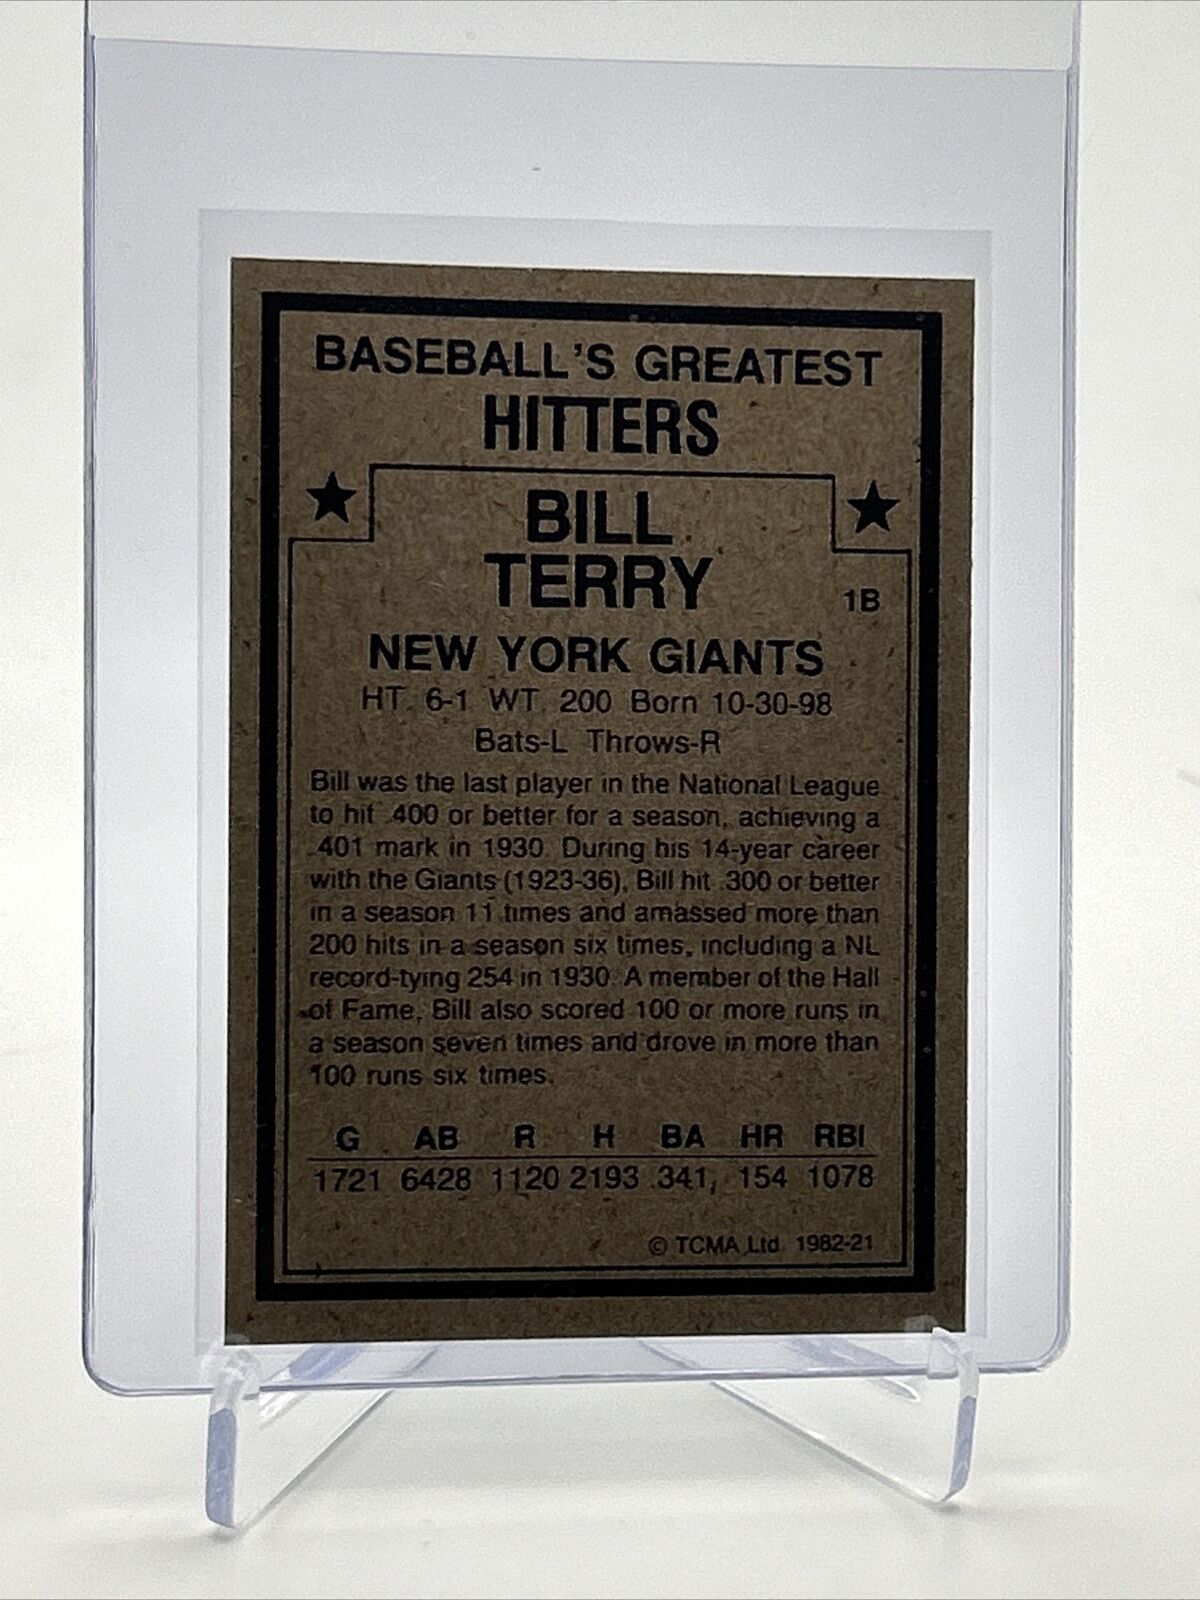 BASEBALL'S GREATEST
HITTERS
BILL
TERRY
1B
NEW YORK GIANTS
HT. 6-1 WT. 200 Born 10-30-98
Bats-L Throws-R
Bill was the last player in the National League
to hit .400 or better for a season, achieving a
.401 mark in 1930. During his 14-year career
with the Giants (1923-36), Bill hit .300 or better
in a season 11 times and amassed more than
200 hits in a season six times, including a NL
record-tying 254 in 1930. A member of the Hall
of Fame, Bill also scored 100 or more runs in
a season seven times and drove in more than
100 runs six times.
G AB R H BA HR RBI
1721 6428 1120 2193 .341, 154 1078
© TCMA Ltd. 1982-21